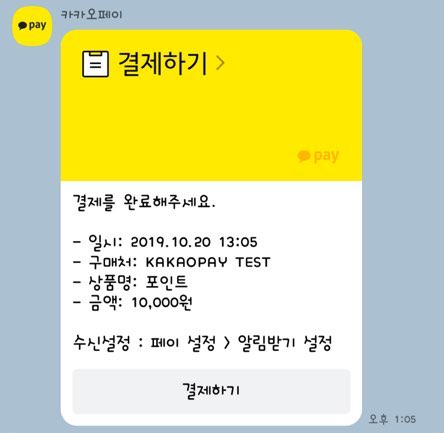 pay
카카오페이
결제하기 >
pay
결제를 완료해주세요.
- 일시: 2019.10.20 13:05
- 구매처: KAKAOPAY TEST
- 상품명: 포인트
- 금액: 10,000원
수신설정 : 페이 설정 > 알림받기 설정
결제하기
오후 1:05